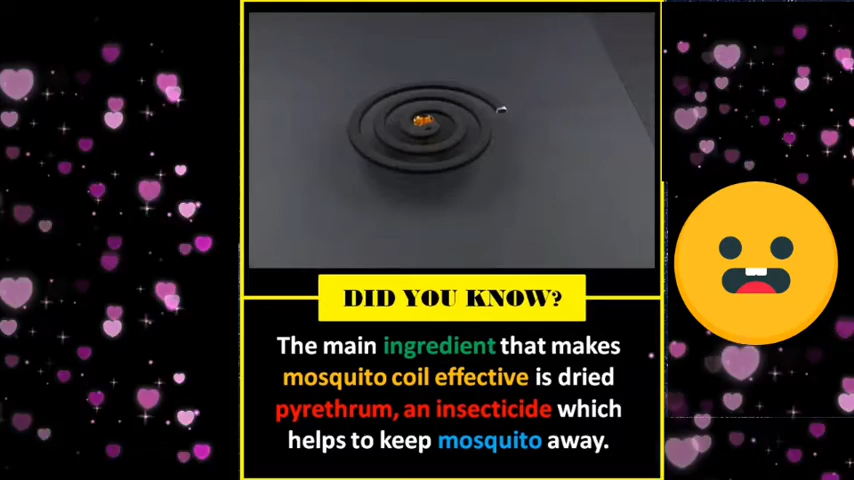 DID YOU KNOW?
The main ingredient that makes
mosquito coil effective is dried
pyrethrum, an insecticide which
helps to keep mosquito away.